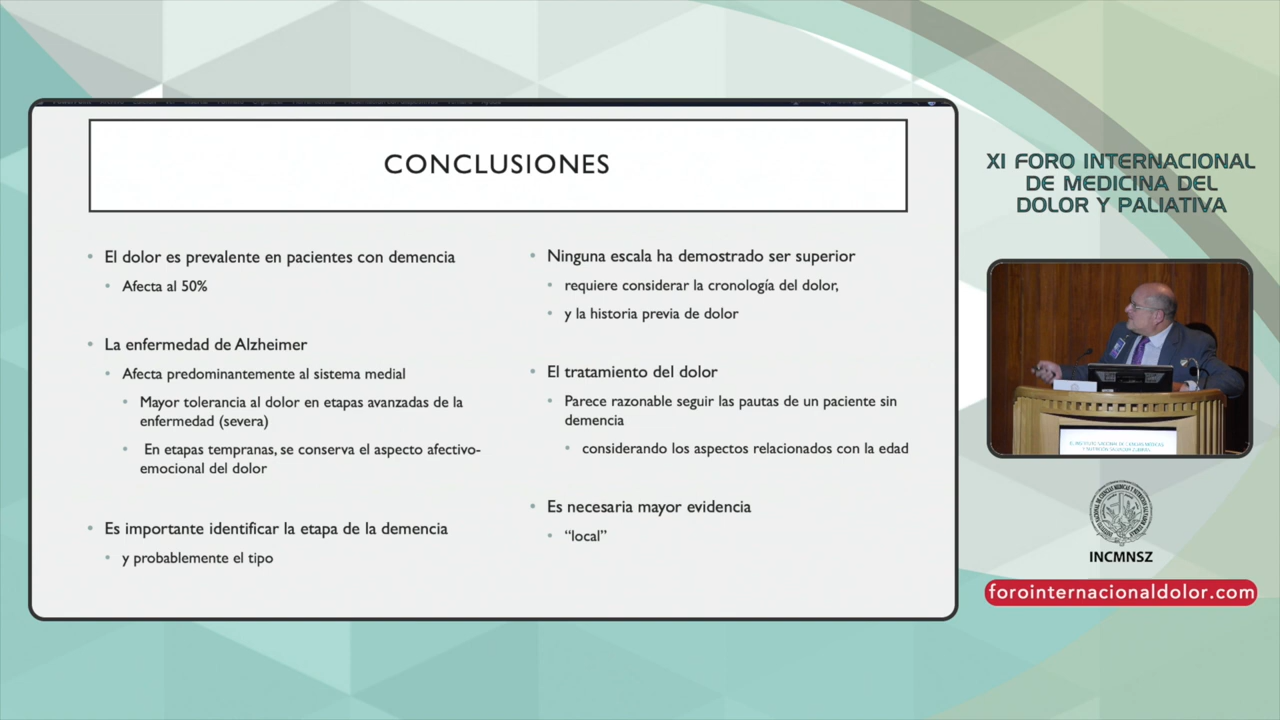 CONCLUSIONES
El dolor es prevalente en pacientes con demencia
Afecta al 50%
La enfermedad de Alzheimer
Afecta predominantemente al sistema medial
Mayor tolerancia al dolor en etapas avanzadas de la
enfermedad (severa)
En etapas tempranas, se conserva el aspecto afectivo-
emocional del dolor
Es importante identificar la etapa de la demencia
y probablemente el tipo
Ninguna escala ha demostrado ser superior
requiere considerar la cronología del dolor,
y la historia previa de dolor
El tratamiento del dolor
Parece razonable seguir las pautas de un paciente sin
demencia
considerando los aspectos relacionados con la edad
Es necesaria mayor evidencia
“local”
XI FORO INTERNACIONAL
DE MEDICINA DEL
DOLOR Y PALIATIVA
INCMNSZ
forointernacionaldolor.com